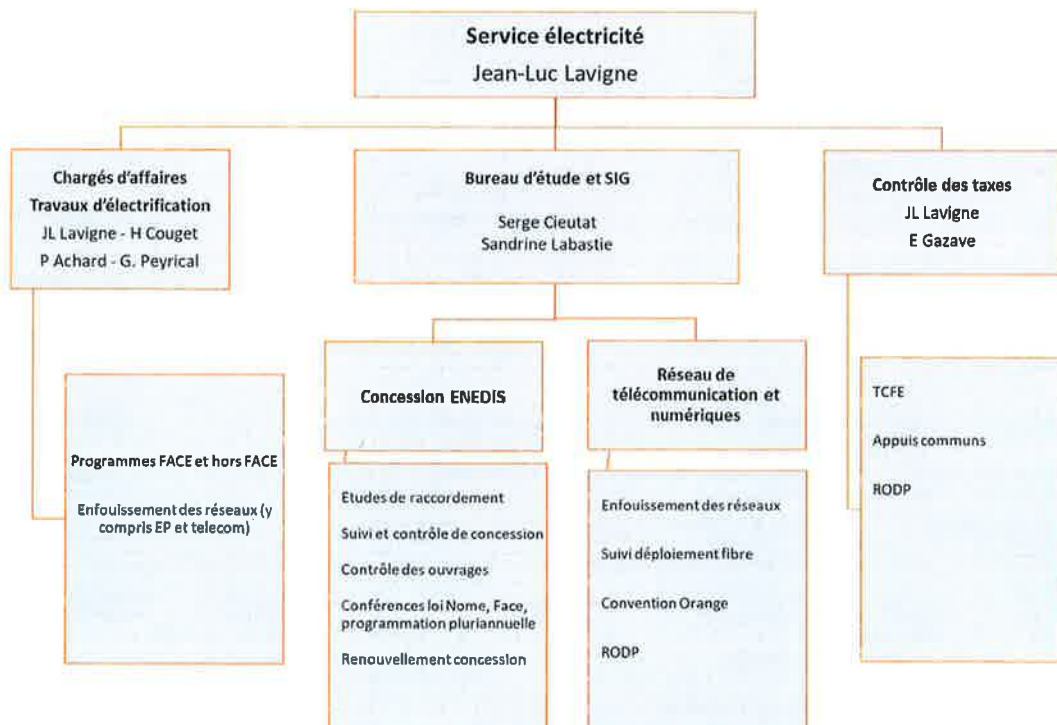 Service électricité
Jean-Luc Lavigne
Chargés d'affaires
Travaux d'électrification
JL Lavigne - H Couget
P Achard - G. Peyrical
Bureau d'étude et SIG
Serge Cieutat
Sandrine Labastie
Contrôle des taxes
JL Lavigne
E Gazave
Programmes FACE et hors FACE
Enfouissement des réseaux (y
compris EP et telecom)
Concession ENEDIS
Etudes de raccordement
Suivi et contrôle de concession
Contrôle des ouvrages
Conférences loi Nome, Face,
programmation pluriannuelle
Renouvellement concession
Réseau de
télécommunication et
numériques
Enfouissement des réseaux
Suivi déploiement fibre
Convention Orange
RODP
TCFE
Appuis communs
RODP